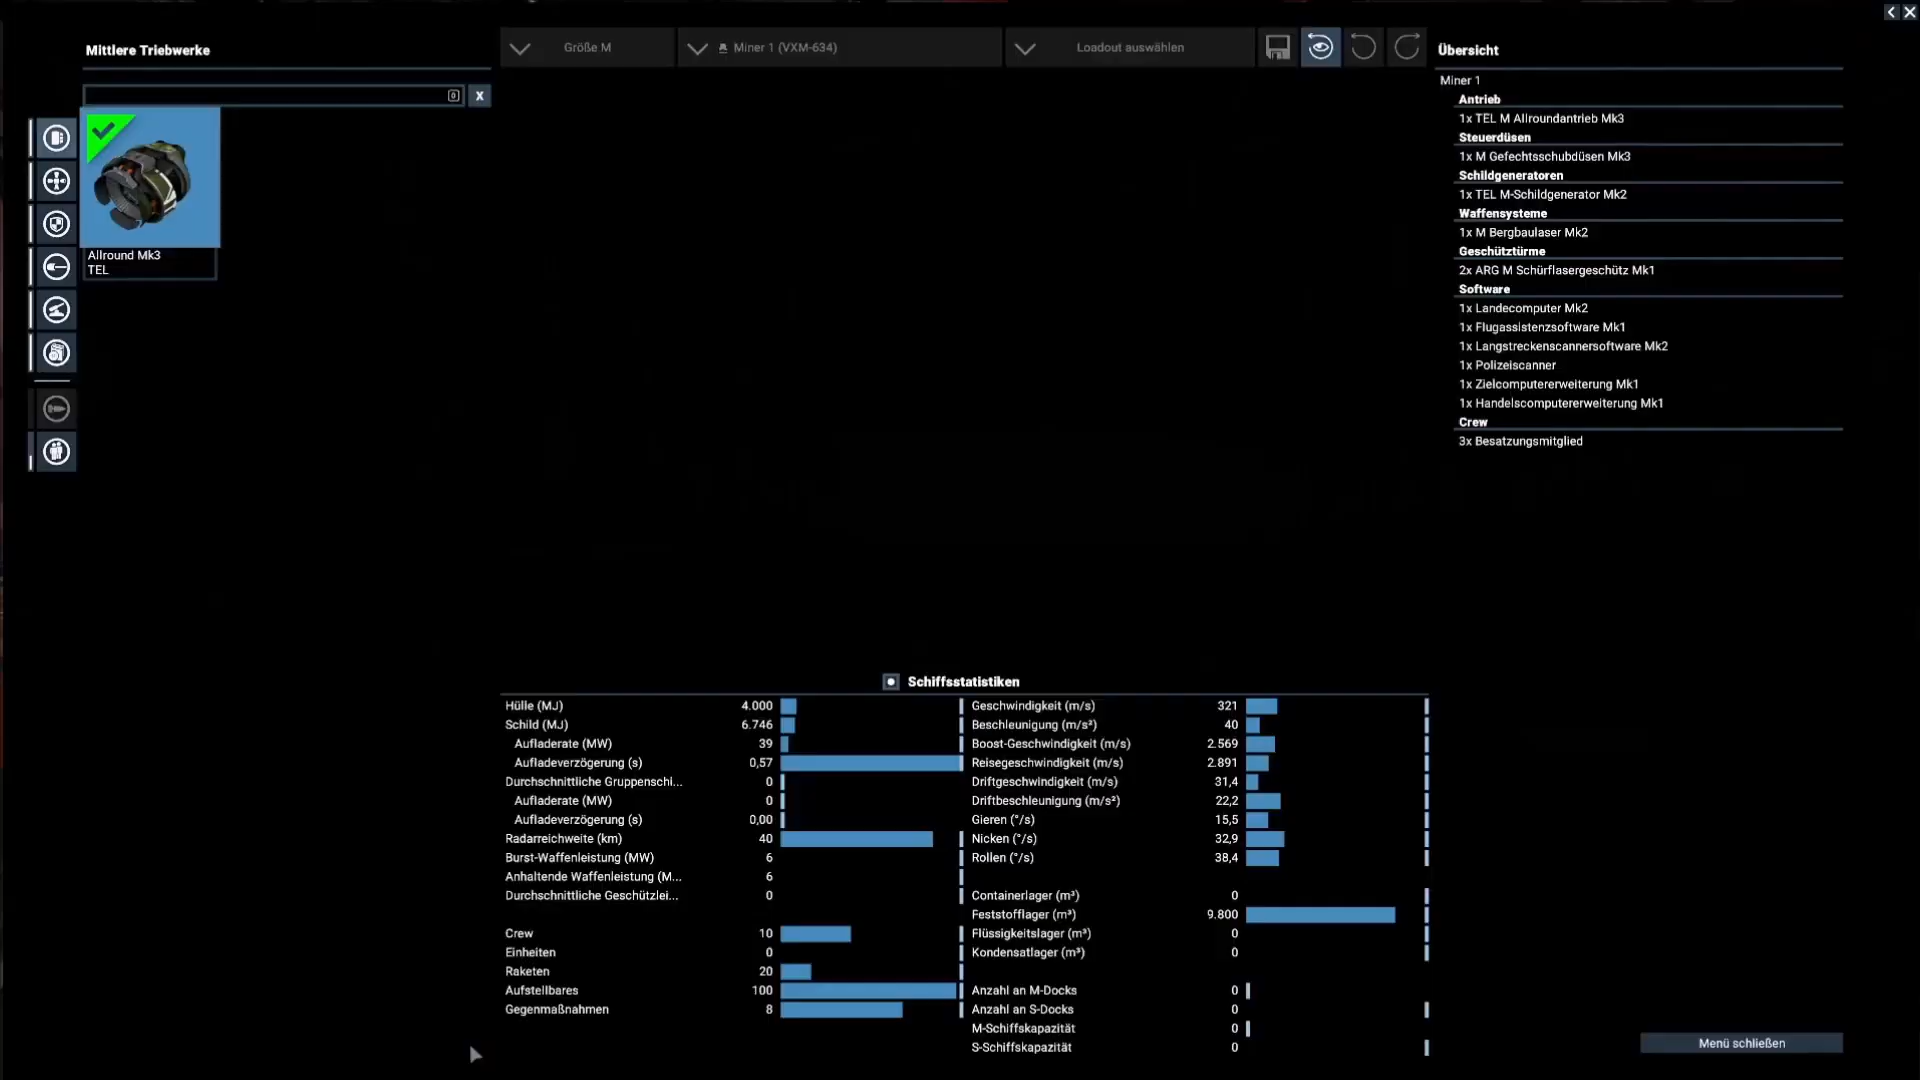 Mittlere Triebwerke
x
Allround Mk3
TEL
Größe M
Miner 1 (VXM-634)
Loadout auswählen
Übersicht
Miner 1
Antrieb
1x TEL M Allroundantrieb Mk3
Steuerdüsen
1x M Gefechtsschubdüsen Mk3
Schildgeneratoren
1x TEL M-Schildgenerator Mk2
Waffensysteme
1x M Bergbaulaser Mk2
Geschütztürme
2x ARG M Schürflasergeschütz Mk1
Software
1x Landecomputer Mk2
1x Flugassistenzsoftware Mk1
1x Langstreckenscannersoftware Mk2
1x Polizeiscanner
1x Zielcomputererweiterung Mk1
1x Handelscomputererweiterung Mk1
Crew
3x Besatzungsmitglied
Schiffsstatistiken
Hülle (MJ) 4.000
Schild (MJ) 6.746
Aufladerate (MW) 39
Aufladeverzögerung (s) 0,57
Durchschnittliche Gruppenschi... 0
Aufladerate (MW) 0
Aufladeverzögerung (s) 0,00
Radarreichweite (km) 40
Burst-Waffenleistung (MW) 6
Anhaltende Waffenleistung (M... 6
Durchschnittliche Geschützlei... 0
Crew 10
Einheiten 0
Raketen 20
Aufstellbares 100
Gegenmaßnahmen 8
Geschwindigkeit (m/s) 321
Beschleunigung (m/s²) 40
Boost-Geschwindigkeit (m/s) 2.569
Reisegeschwindigkeit (m/s) 2.891
Driftgeschwindigkeit (m/s) 31,4
Driftbeschleunigung (m/s²) 22,2
Gieren (°/s) 15,5
Nicken (°/s) 32,9
Rollen (°/s) 38,4
Containerlager (m³) 0
Feststofflager (m³) 9.800
Flüssigkeitslager (m³) 0
Kondensatlager (m³) 0
Anzahl an M-Docks 0
Anzahl an S-Docks 0
M-Schiffskapazität 0
S-Schiffskapazität 0
Menü schließen